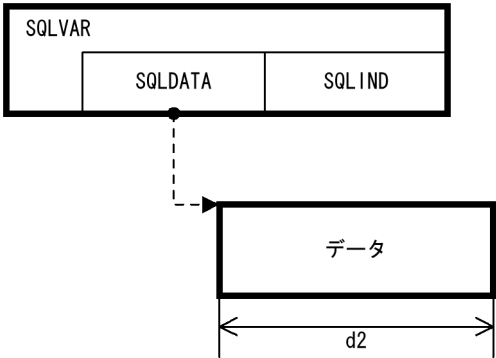 SQLVAR
SQLDATA
SQLIND
データ
d2